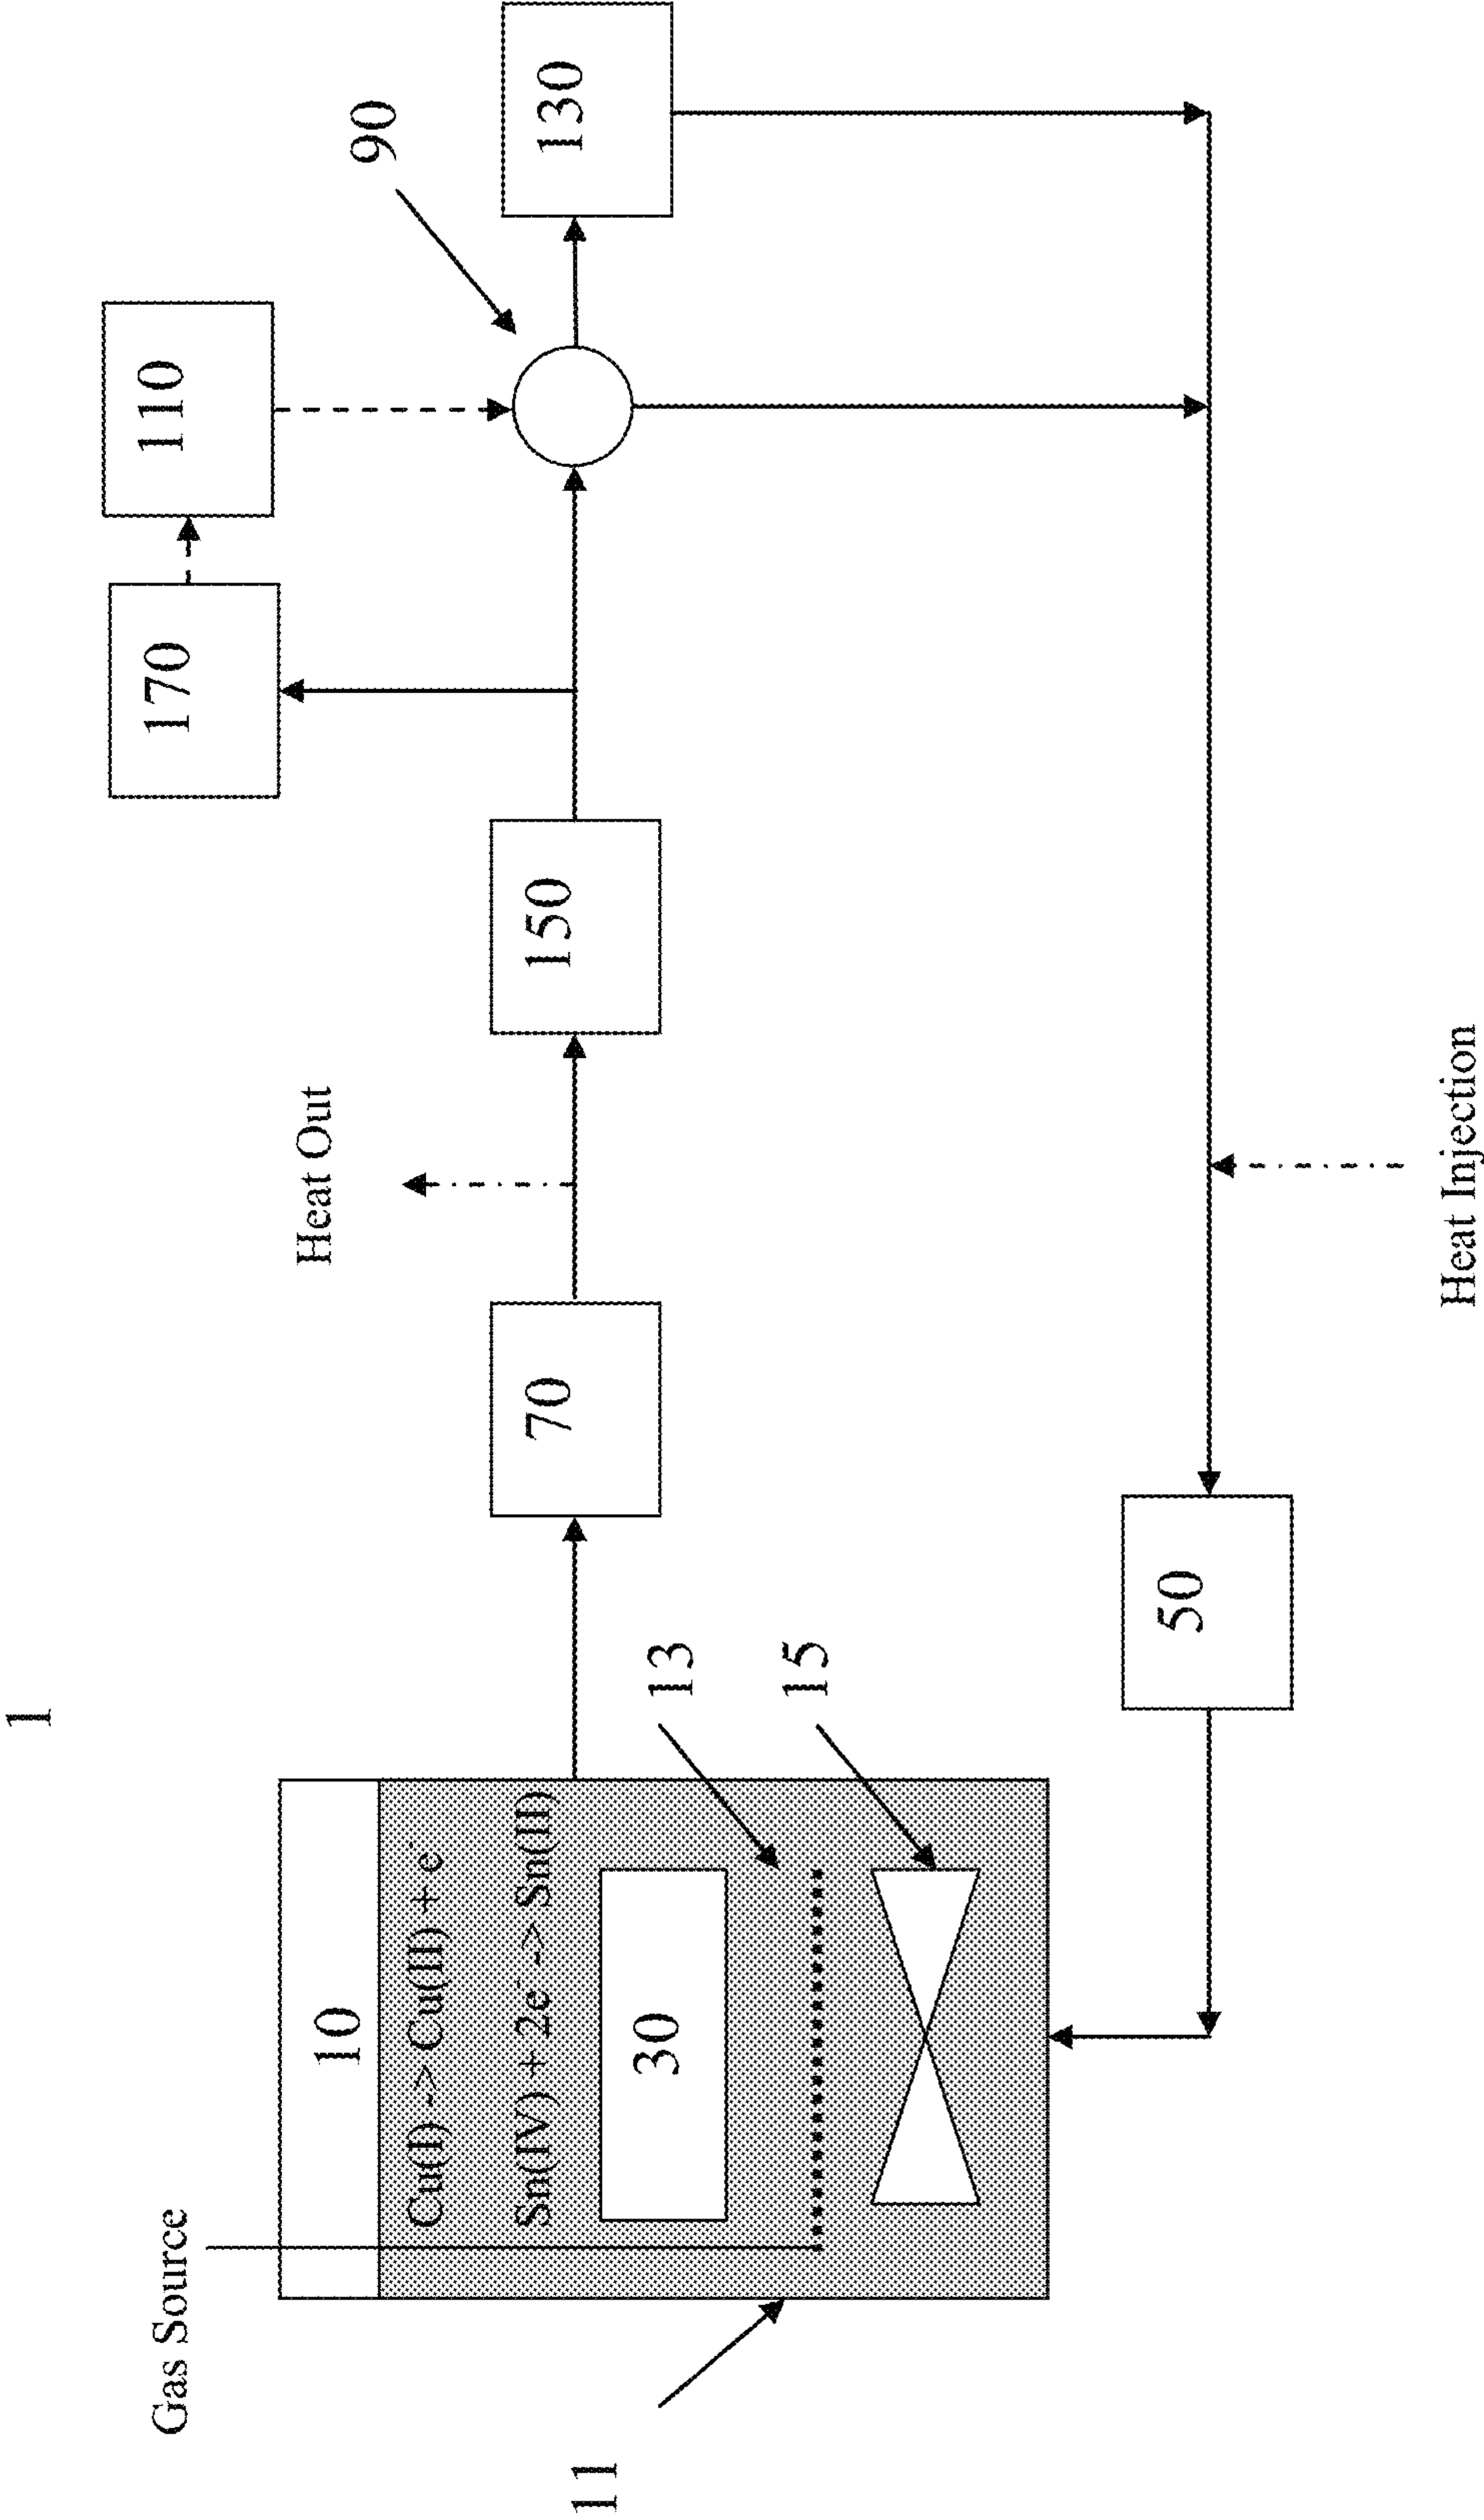 1
Gas Source
11
10
Cu(I) -> Cu(II) + e-
Sn(IV) + 2e- -> Sn(II)
30
13
15
70
Heat Out
150
170
110
90
130
50
Heat Injection